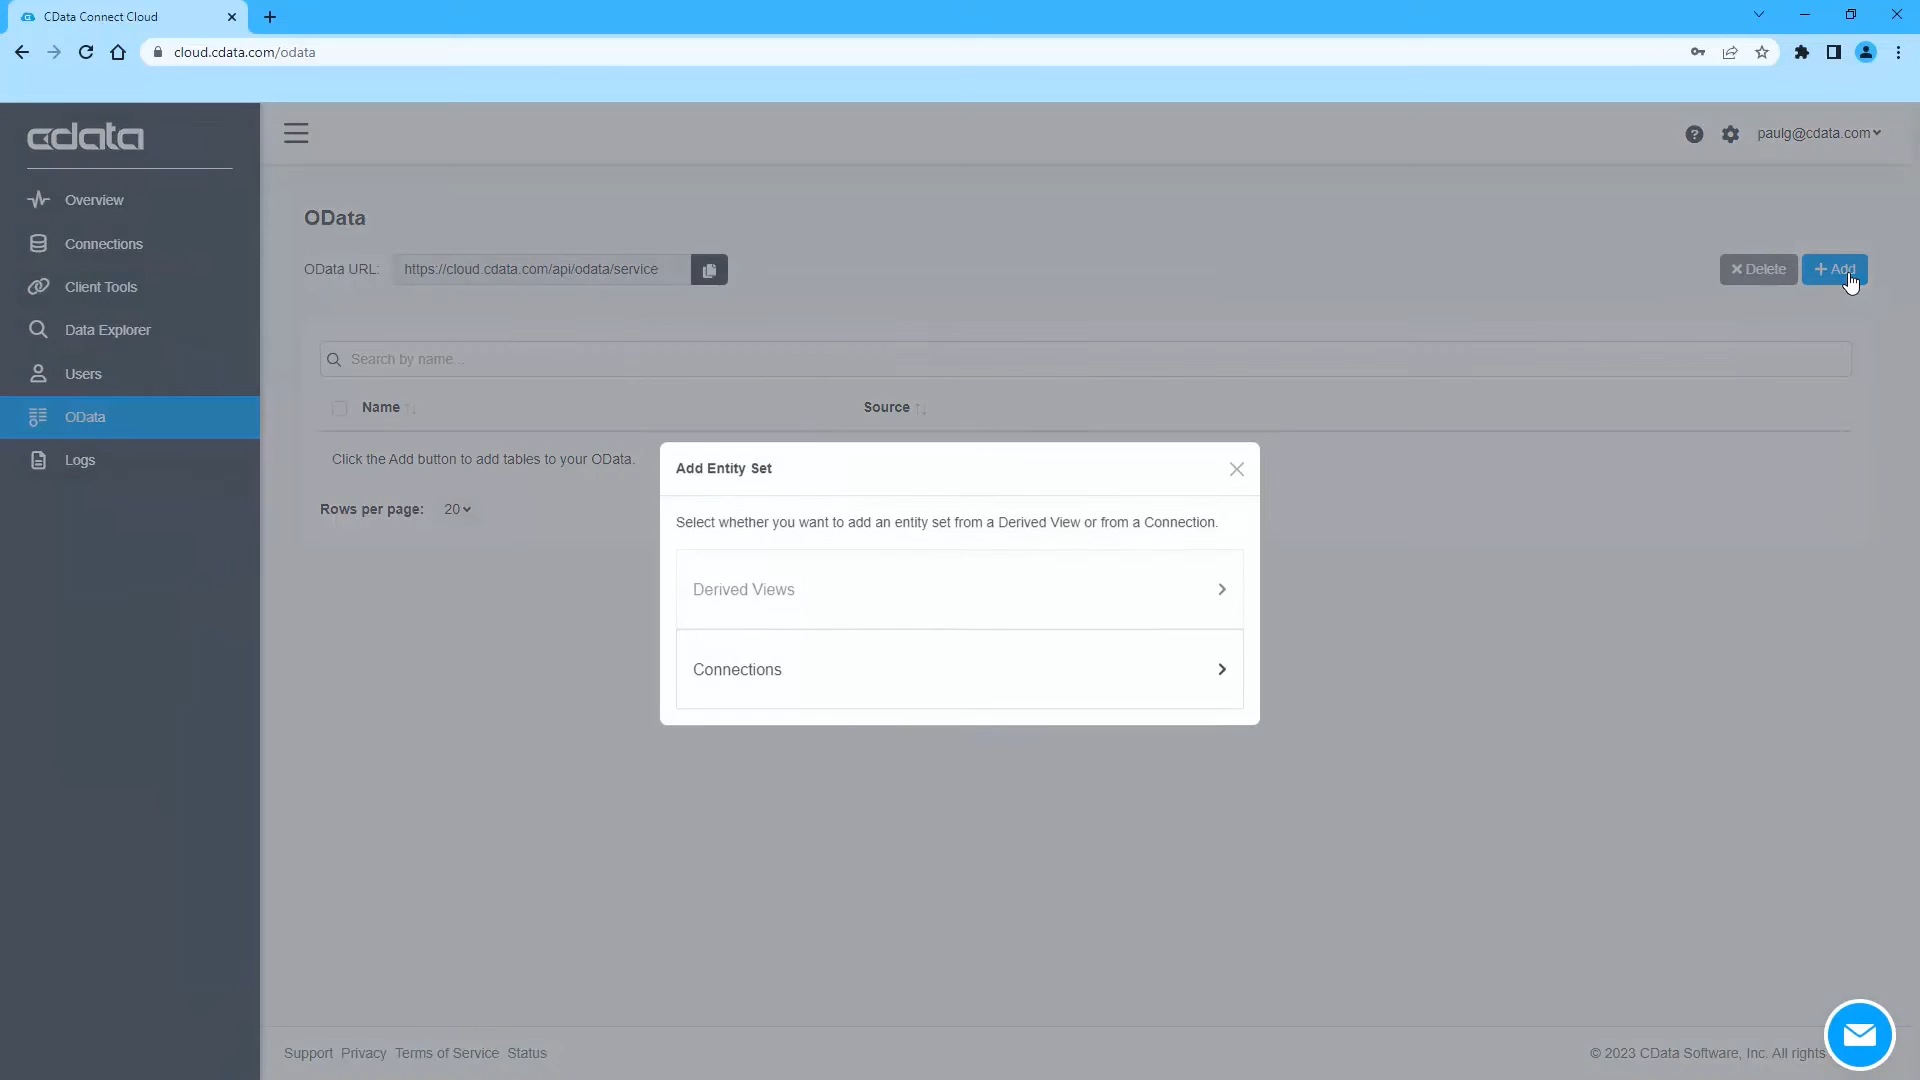 CData Connect Cloud
cloud.cdata.com/odata
cdata
paulg@cdata.com
Overview
Connections
Client Tools
Data Explorer
Users
OData
Logs
OData
OData URL: https://cloud.cdata.com/api/odata/service
Delete
Add
Search by name...
Name
Source
Click the Add button to add tables to your OData.
Rows per page: 20
Add Entity Set
Select whether you want to add an entity set from a Derived View or from a Connection.
Derived Views
Connections
Support Privacy Terms of Service Status
© 2023 CData Software, Inc. All rights